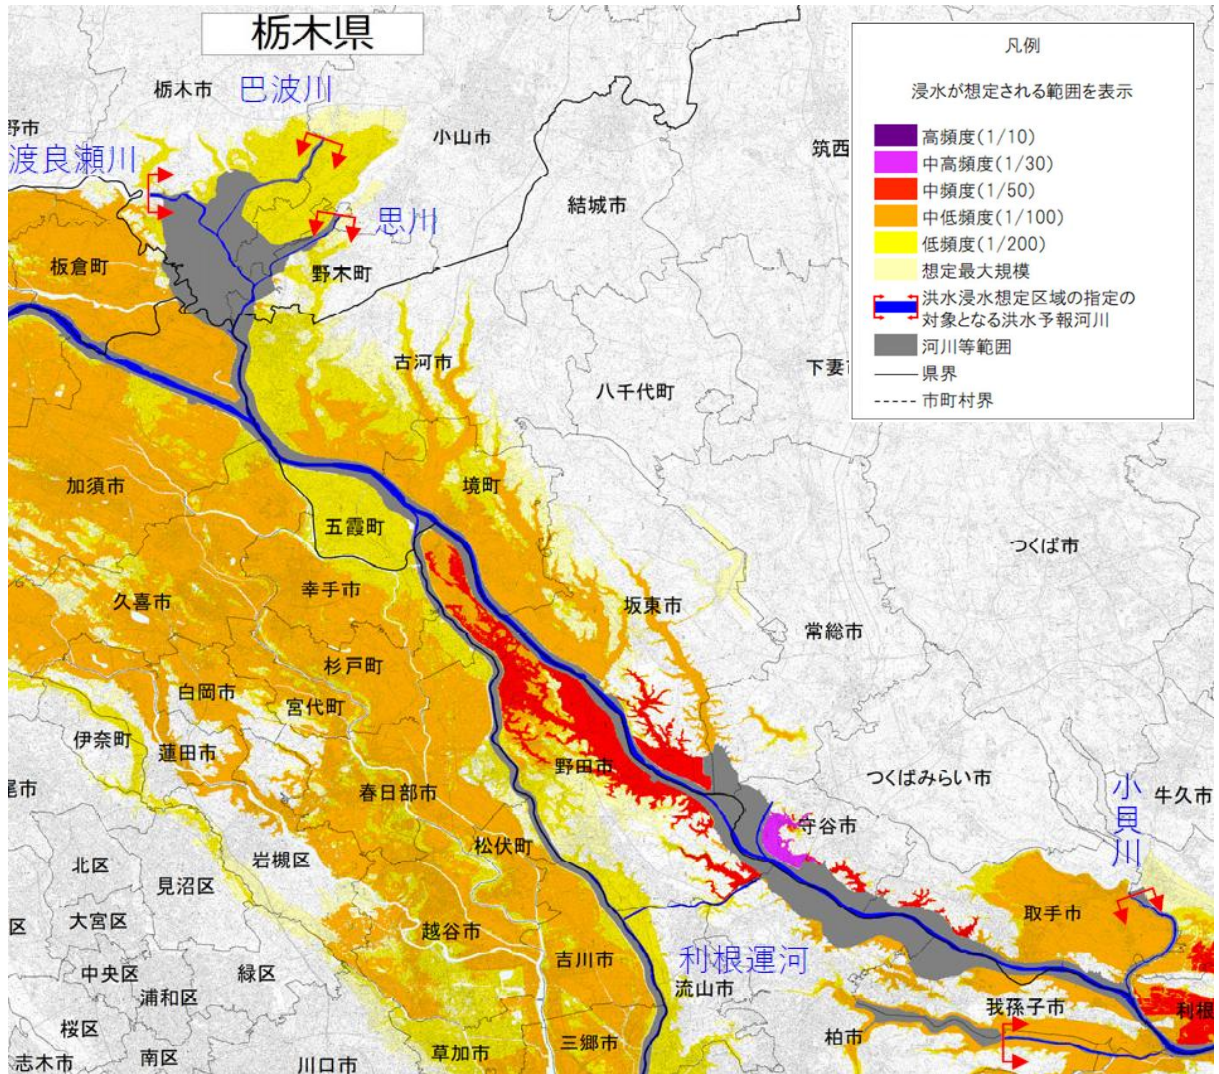 栃木県
凡例
浸水が想定される範囲を表示
高頻度(1/10)
中高頻度(1/30)
中頻度(1/50)
中低頻度(1/100)
低頻度(1/200)
想定最大規模
洪水浸水想定区域の指定の
対象となる洪水予報河川
河川等範囲
県界
市町村界
栃木市
巴波川
小山市
野市
渡良瀬川
筑西
結城市
思川
板倉町
野木町
古河市
八千代町
下妻市
加須市
境町
五霞町
つくば市
幸手市
久喜市
坂東市
常総市
杉戸町
白岡市
宮代町
伊奈町
蓮田市
野田市
つくばみらい市
尾市
春日部市
小貝川
牛久市
守谷市
松伏町
岩槻区
北区
見沼区
取手市
区
大宮区
越谷市
中央区
緑区
吉川市
利根運河
浦和区
流山市
我孫子市
利根
桜区
柏市
三郷市
草加市
志木市
南区
川口市